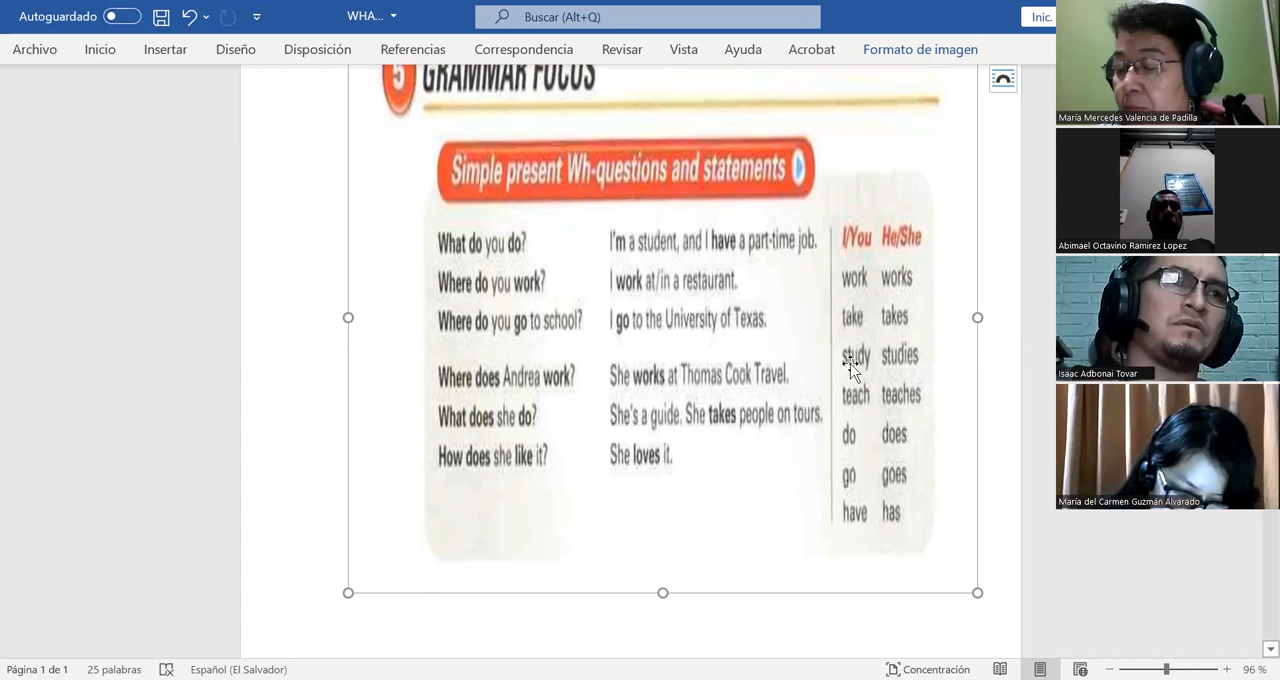 Autoguardado
WHA...
Buscar (Alt+Q)
Inic.
Archivo Inicio Insertar Diseño Disposición Referencias Correspondencia Revisar Vista Ayuda Acrobat Formato de imagen
5 GRAMMAR FOCUS
Simple present Wh-questions and statements
What do you do? I'm a student, and I have a part-time job.
Where do you work? I work at/in a restaurant.
Where do you go to school? I go to the University of Texas.
Where does Andrea work? She works at Thomas Cook Travel.
What does she do? She's a guide. She takes people on tours.
How does she like it? She loves it.
I/You He/She
work works
take takes
study studies
teach teaches
do does
go goes
have has
María Mercedes Valencia de Padilla
Abimael Octavino Ramirez Lopez
Isaac Adbonai Tovar
María del Carmen Guzmán Alvarado
Página 1 de 1 25 palabras Español (El Salvador) Concentración 96 %